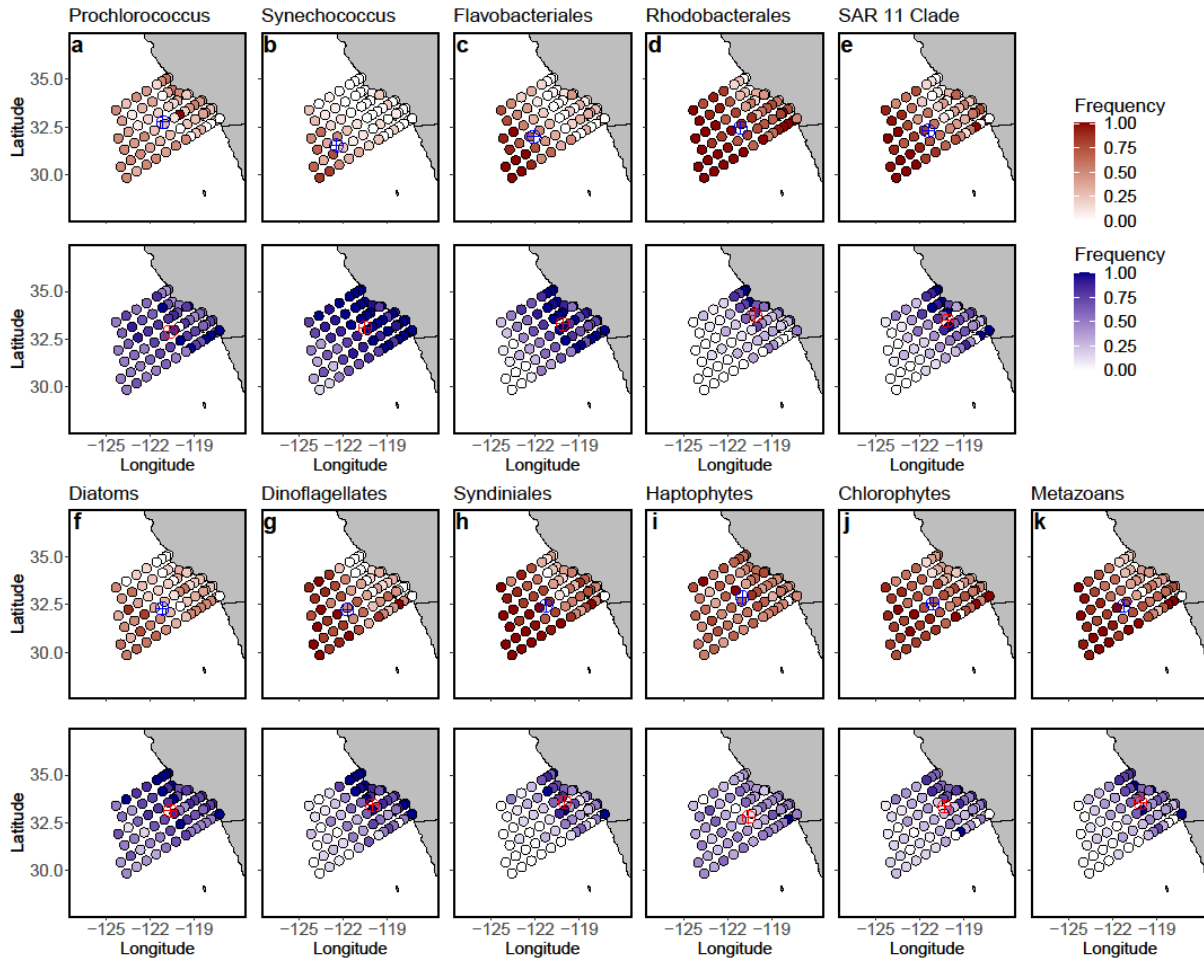 Prochlorococcus Synechococcus Flavobacteriales Rhodobacterales SAR 11 Clade
a b c d e
35.0
32.5
30.0
Latitude
Frequency
1.00
0.75
0.50
0.25
0.00
35.0
32.5
30.0
Latitude
Frequency
1.00
0.75
0.50
0.25
0.00
−125 −122 −119 −125 −122 −119 −125 −122 −119 −125 −122 −119 −125 −122 −119
Longitude Longitude Longitude Longitude Longitude
Diatoms Dinoflagellates Syndiniales Haptophytes Chlorophytes Metazoans
f g h i j k
35.0
32.5
30.0
Latitude
35.0
32.5
30.0
Latitude
−125 −122 −119 −125 −122 −119 −125 −122 −119 −125 −122 −119 −125 −122 −119 −125 −122 −119
Longitude Longitude Longitude Longitude Longitude Longitude